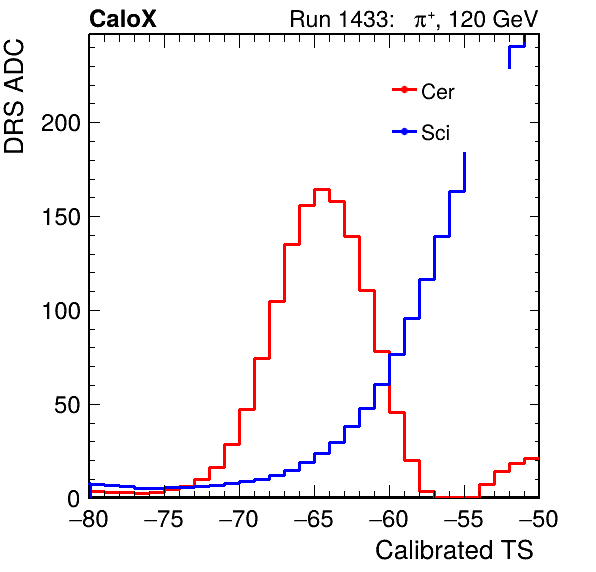 CaloX Run 1433: π⁺, 120 GeV
DRS ADC
Cer
Sci
200
150
100
50
0
−80 −75 −70 −65 −60 −55 −50
Calibrated TS